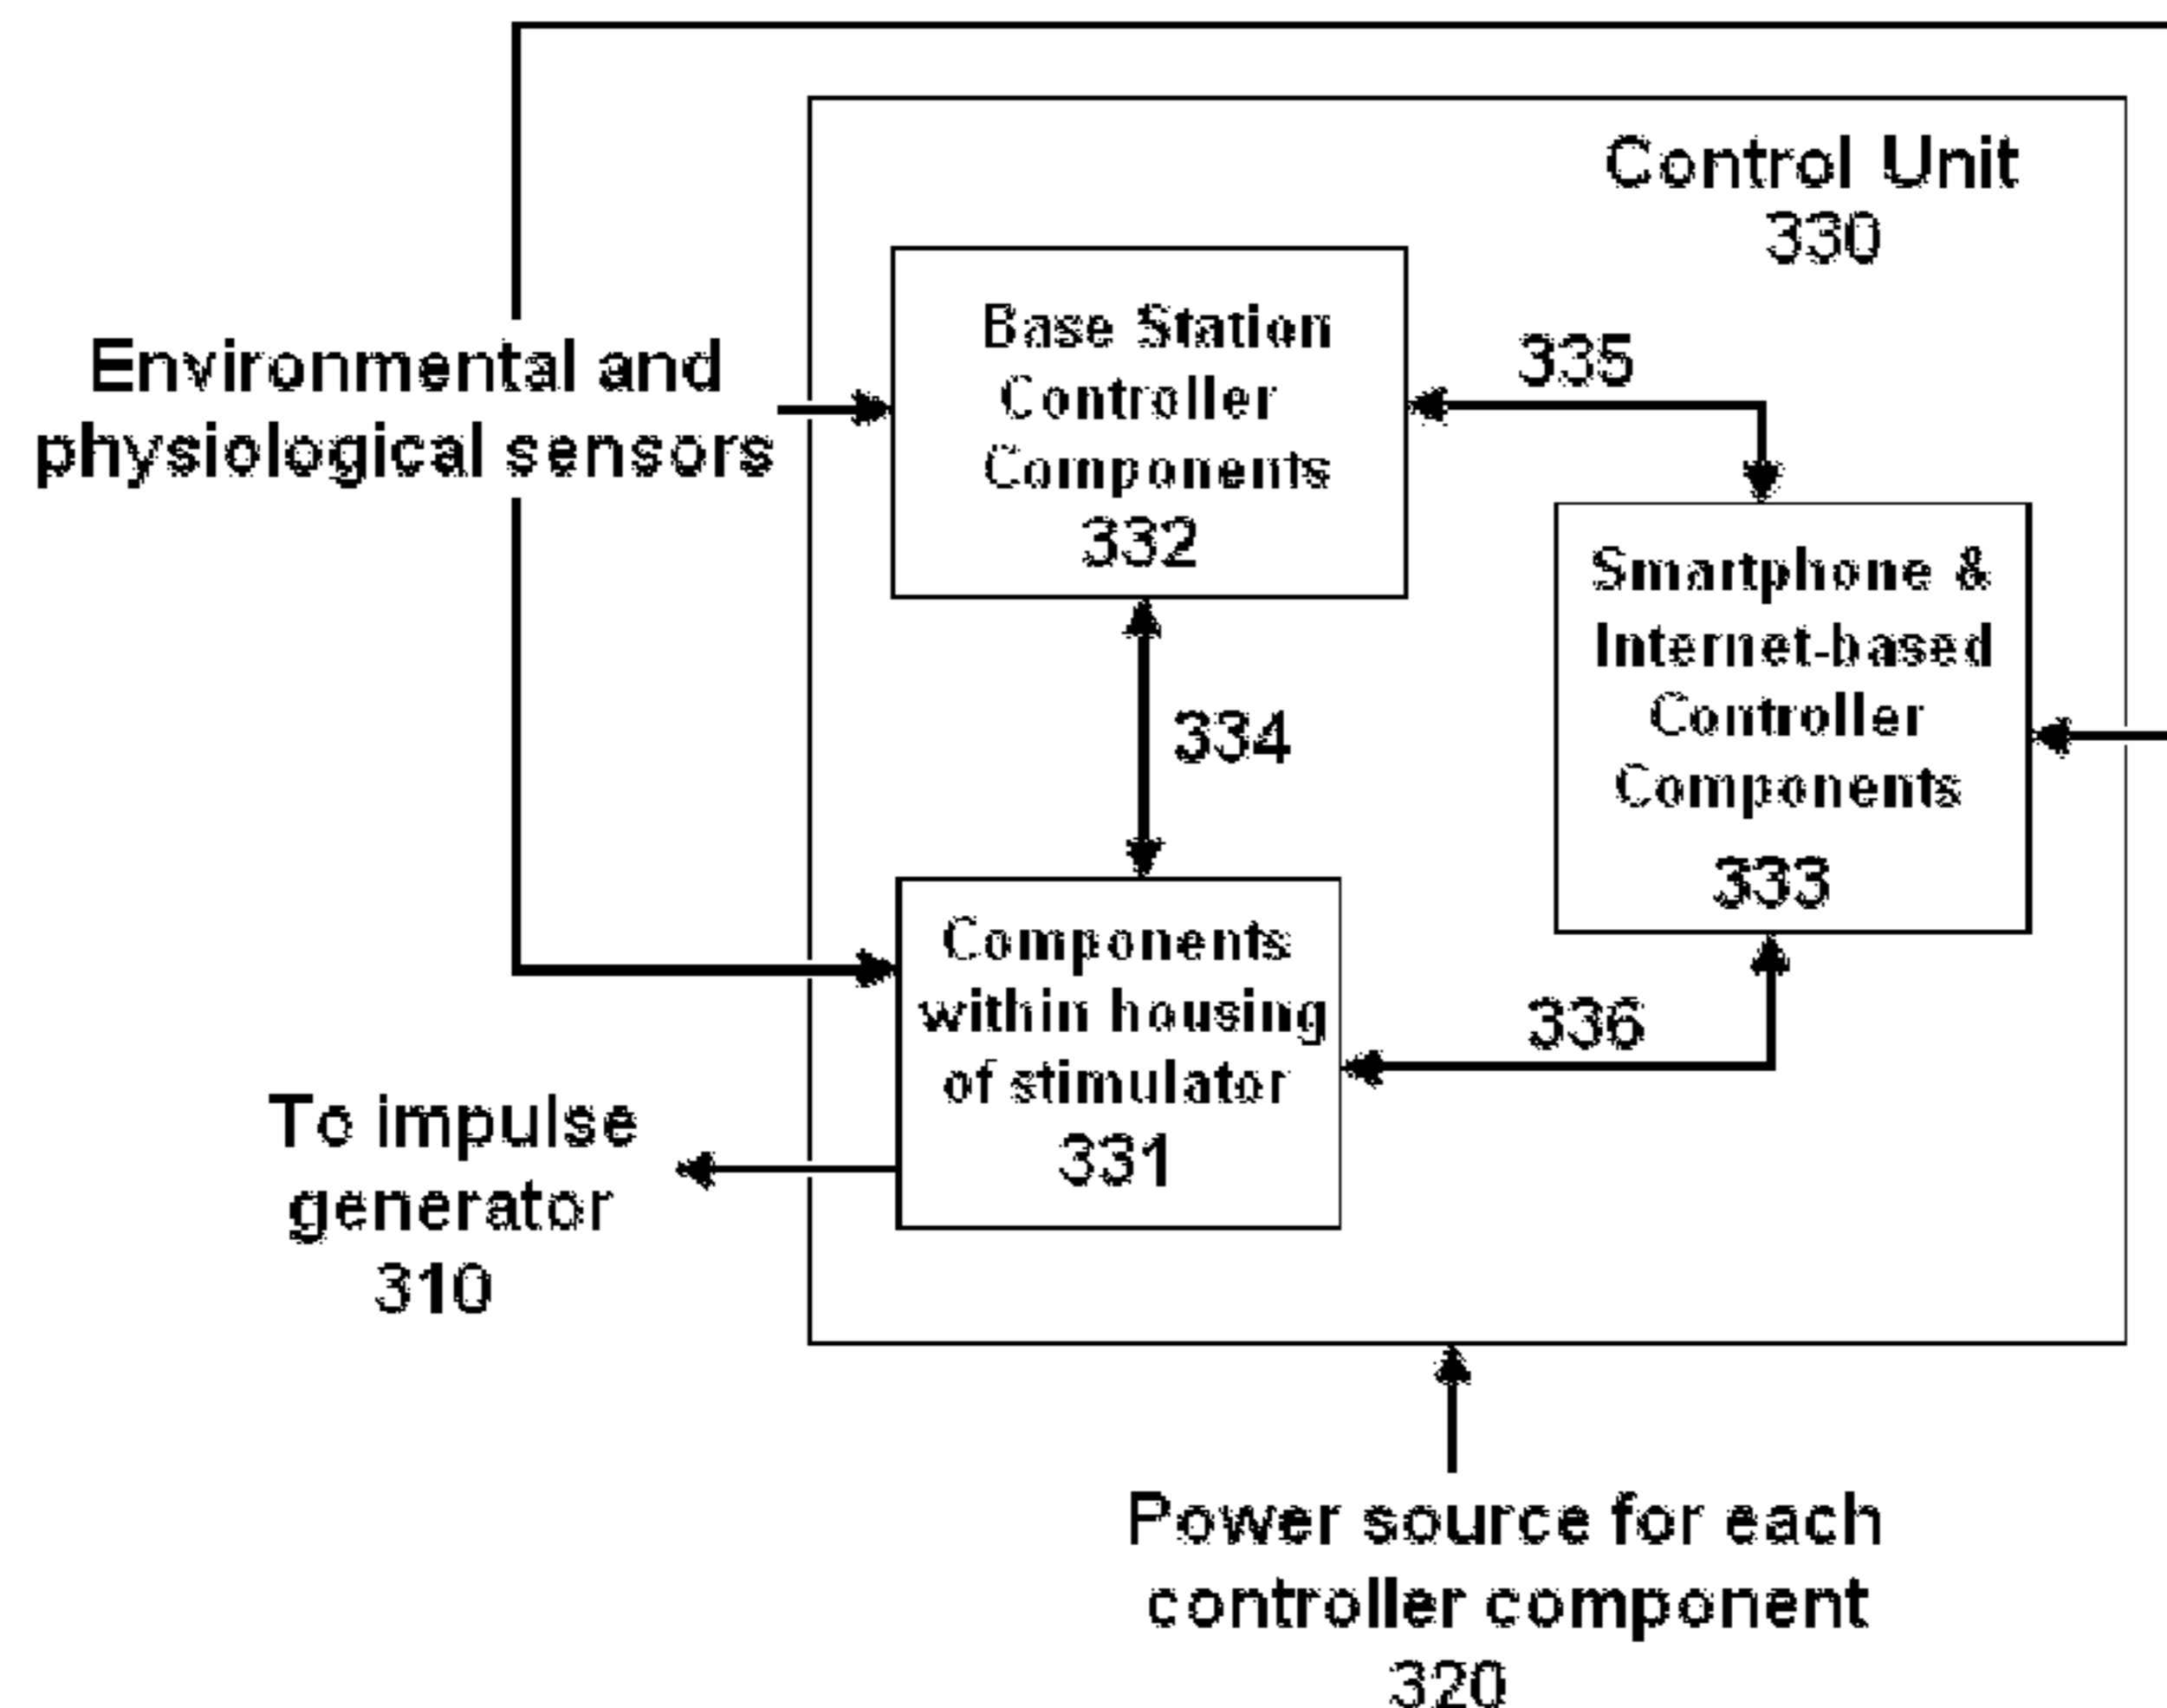 Control Unit
330
Environmental and
physiological sensors
Base Station
Controller
Components
332
335
Smartphone &
Internet-based
Controller
Components
333
334
Components
within housing
of stimulator
331
336
To impulse
generator
310
Power source for each
controller component
320